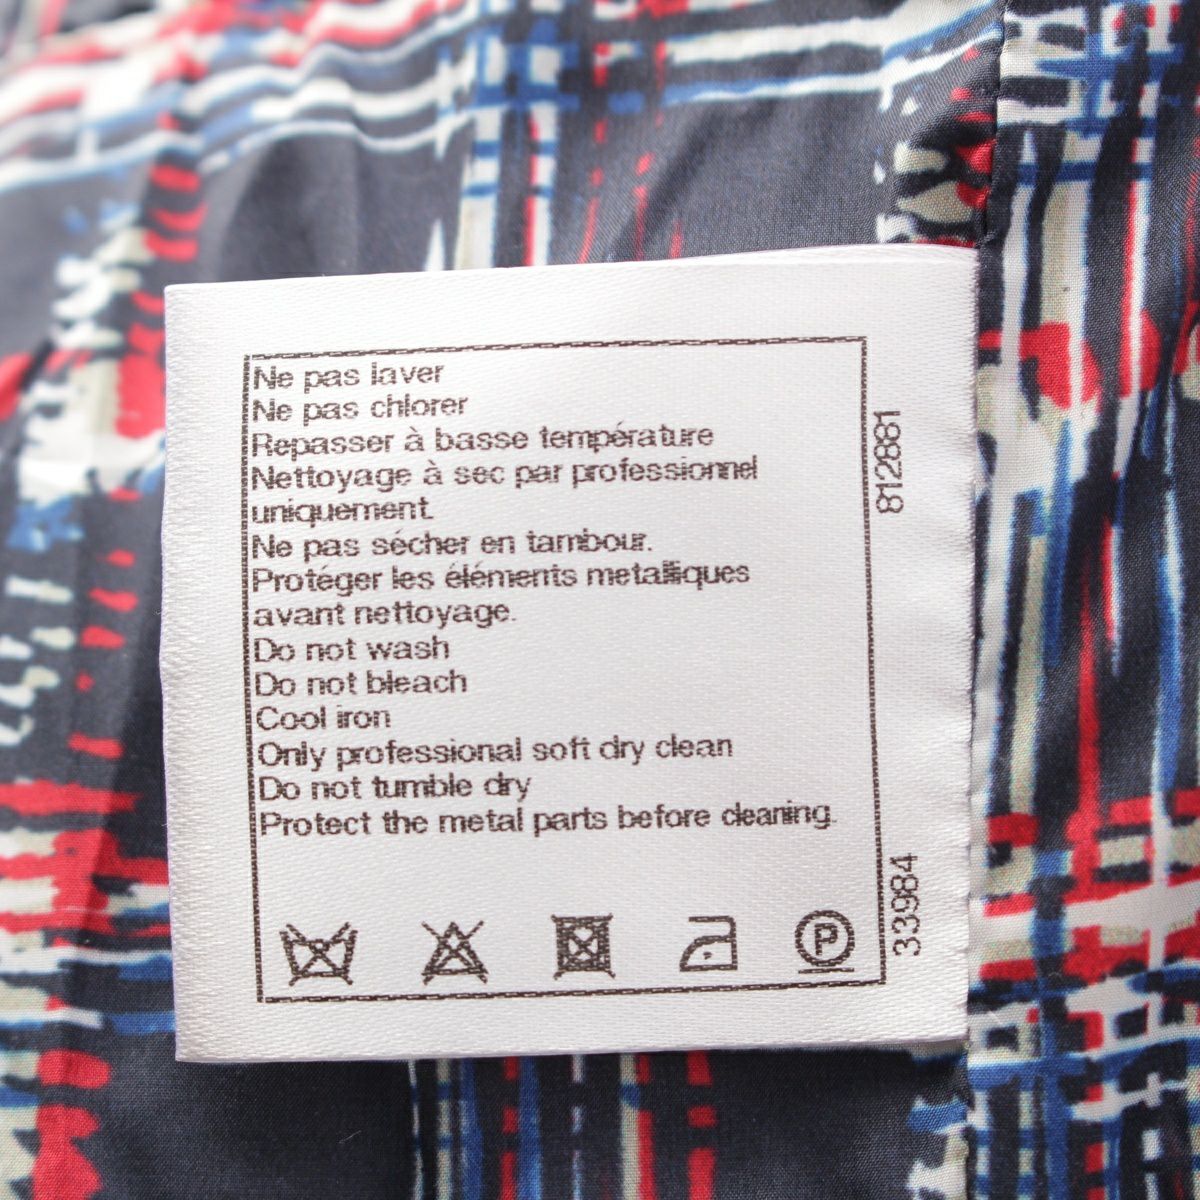 Ne pas laver
Ne pas chlorer
Repasser à basse température
Nettoyage à sec par professionnel
uniquement.
Ne pas sécher en tambour.
Protéger les éléments metalliques
avant nettoyage.
Do not wash
Do not bleach
Cool iron
Only professional soft dry clean
Do not tumble dry
Protect the metal parts before cleaning.
P
812881
33984